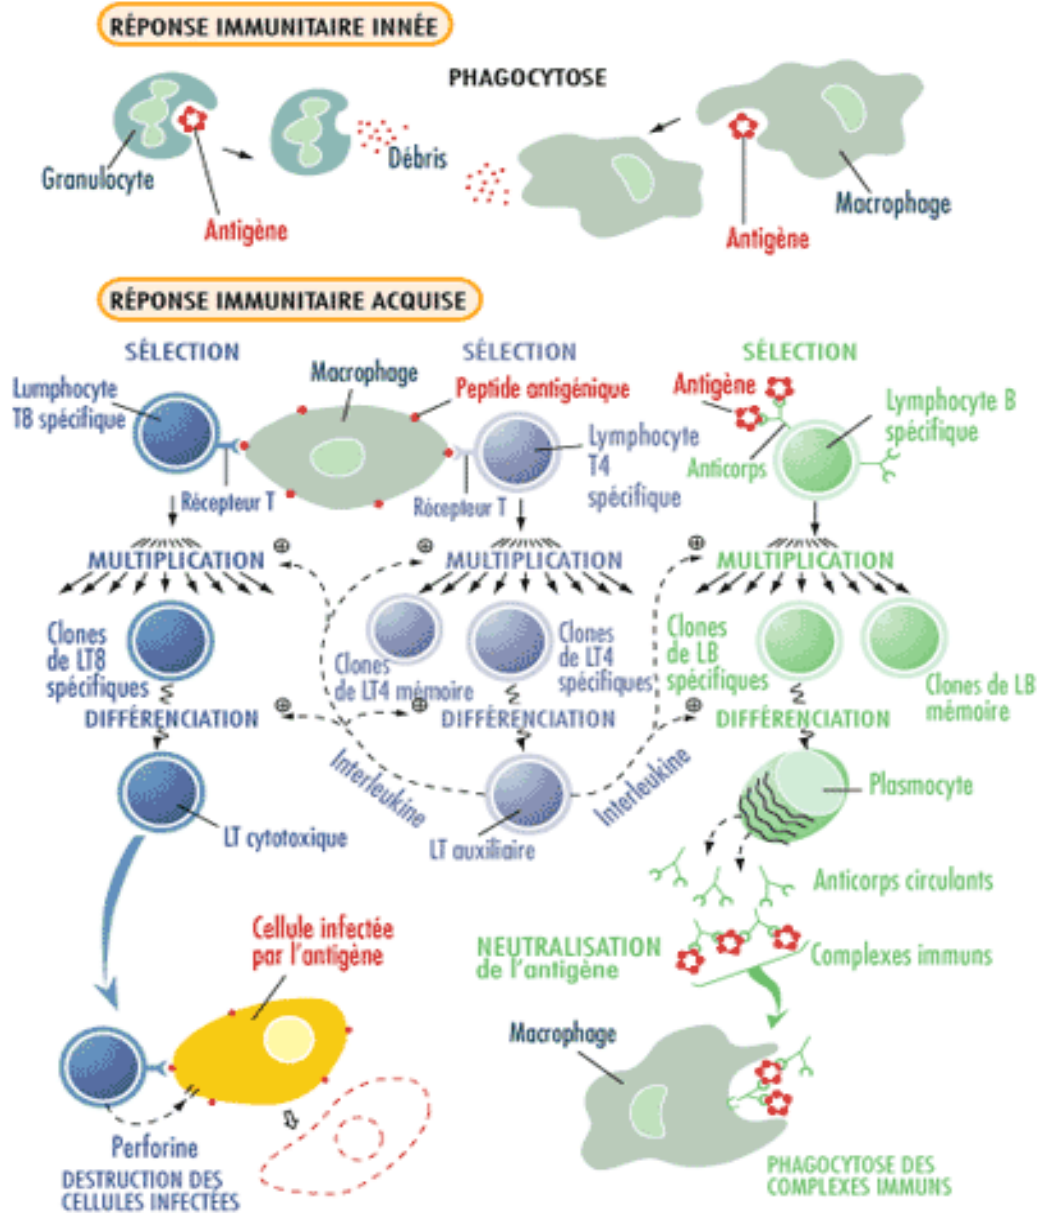 RÉPONSE IMMUNITAIRE INNÉE
PHAGOCYTOSE
Granulocyte
Antigène
Débris
Antigène
Macrophage
RÉPONSE IMMUNITAIRE ACQUISE
SÉLECTION
SÉLECTION
SÉLECTION
Lumphocyte
T8 spécifique
Macrophage
Peptide antigénique
Antigène
Lymphocyte B
spécifique
Lymphocyte
T4
spécifique
Anticorps
Récepteur T
Récepteur T
MULTIPLICATION
MULTIPLICATION
MULTIPLICATION
Clones
de LT8
spécifiques
Clones
de LT4 mémoire
Clones
de LT4
spécifiques
Clones
de LB
spécifiques
Clones de LB
mémoire
DIFFÉRENCIATION
DIFFÉRENCIATION
DIFFÉRENCIATION
Interleukine
Interleukine
LT cytotoxique
LT auxiliaire
Plasmocyte
Anticorps circulants
Cellule infectée
par l'antigène
NEUTRALISATION
de l'antigène
Complexes immuns
Macrophage
Perforine
DESTRUCTION DES
CELLULES INFECTÉES
PHAGOCYTOSE DES
COMPLEXES IMMUNS